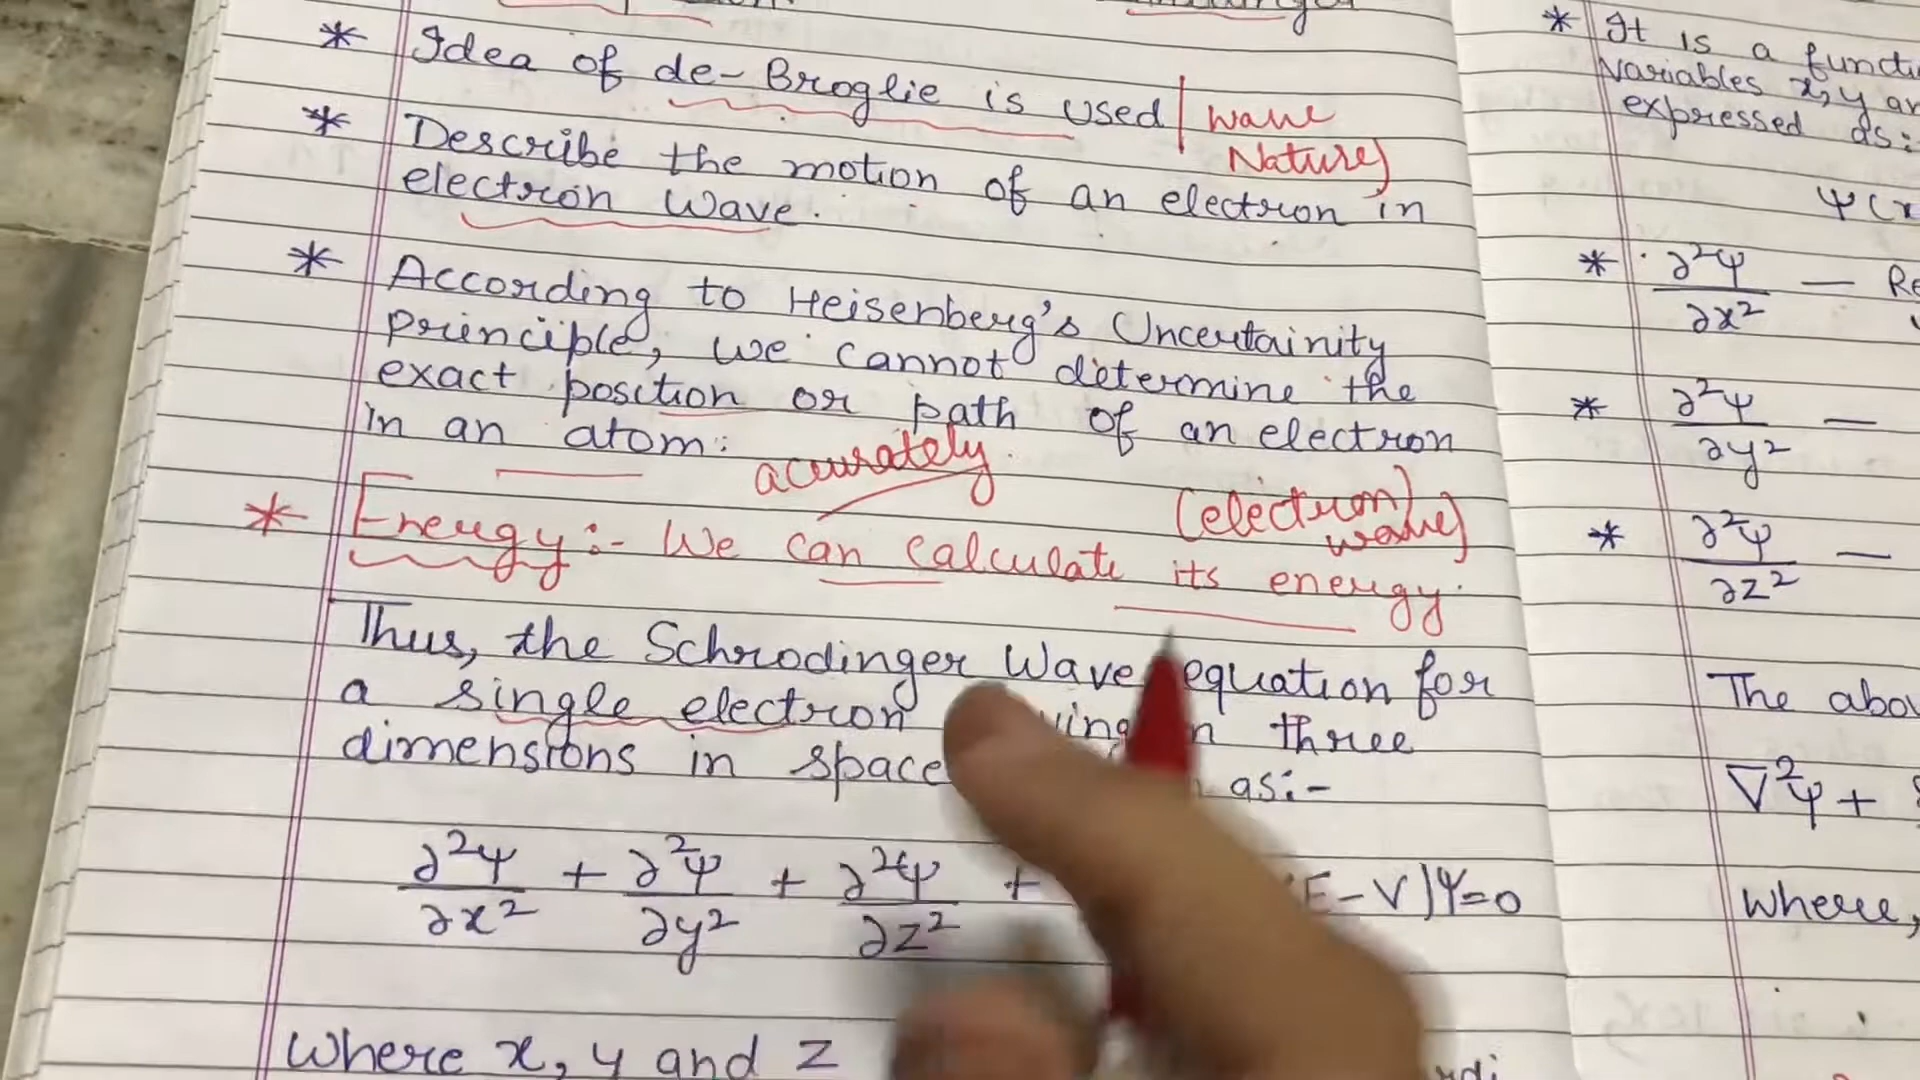 * Idea of de-Broglie is used | wave
Nature)
* Describe the motion of an electron in
electron wave.
* According to Heisenberg's Uncertainity
principle, we cannot determine the
exact position or path of an electron
in an atom. accurately.
(electron
wave)
* Energy:- We can calculate its energy.
Thus, the Schrodinger Wave equation for
a single electron in three
dimensions in space as:-
∂²ψ/∂x² + ∂²ψ/∂y² + ∂²ψ/∂z² + (E-V)Ψ=0
Where x, y and z
* It is a
variables x, y
expressed as:
Ψ(x
* ∂²ψ/∂x² —
* ∂²ψ/∂y² —
* ∂²ψ/∂z² —
The
∇²ψ +
where,